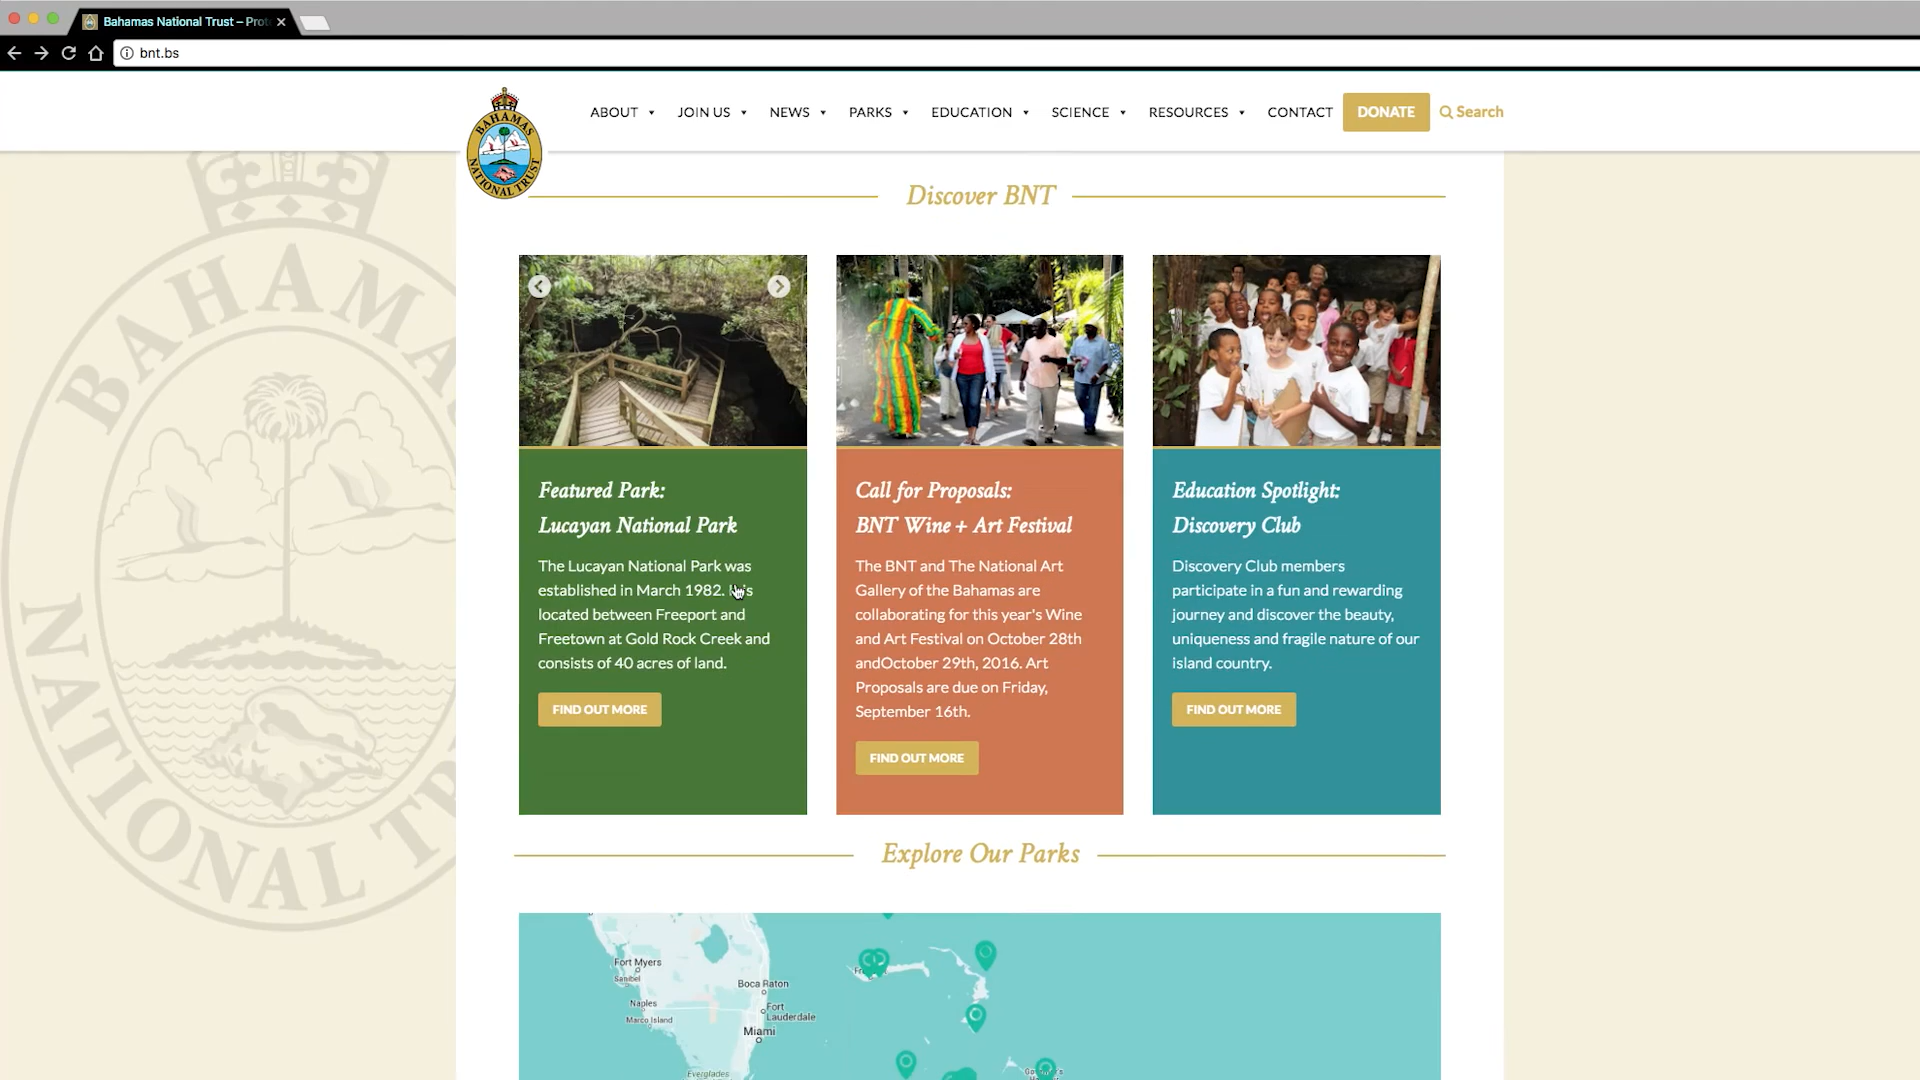 Bahamas National Trust – Prot
bnt.bs
BAHAMAS
NATIONAL TRUST
ABOUT
JOIN US
NEWS
PARKS
EDUCATION
SCIENCE
RESOURCES
CONTACT
DONATE
Search
Discover BNT
Featured Park:
Lucayan National Park
The Lucayan National Park was
established in March 1982.
located between Freeport and
Freetown at Gold Rock Creek and
consists of 40 acres of land.
FIND OUT MORE
Call for Proposals:
BNT Wine + Art Festival
The BNT and The National Art
Gallery of the Bahamas are
collaborating for this year's Wine
and Art Festival on October 28th
andOctober 29th, 2016. Art
Proposals are due on Friday,
September 16th.
FIND OUT MORE
Education Spotlight:
Discovery Club
Discovery Club members
participate in a fun and rewarding
journey and discover the beauty,
uniqueness and fragile nature of our
island country.
FIND OUT MORE
BAHAMAS
NATIONAL TRUST
Explore Our Parks
Fort Myers
Sanibel
Naples
Marco Island
Boca Raton
Fort
Lauderdale
Miami
Everglades